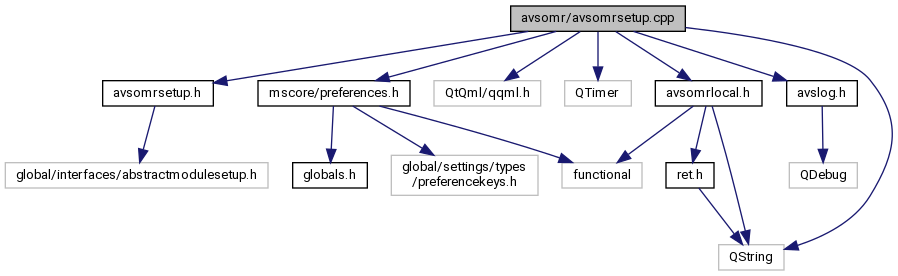 avsomr/avsomrsetup.cpp
avsomrsetup.h
mscore/preferences.h
QtQml/qqml.h
QTimer
avsomrlocal.h
avslog.h
global/interfaces/abstractmodulesetup.h
globals.h
global/settings/types
/preferencekeys.h
functional
ret.h
QDebug
QString